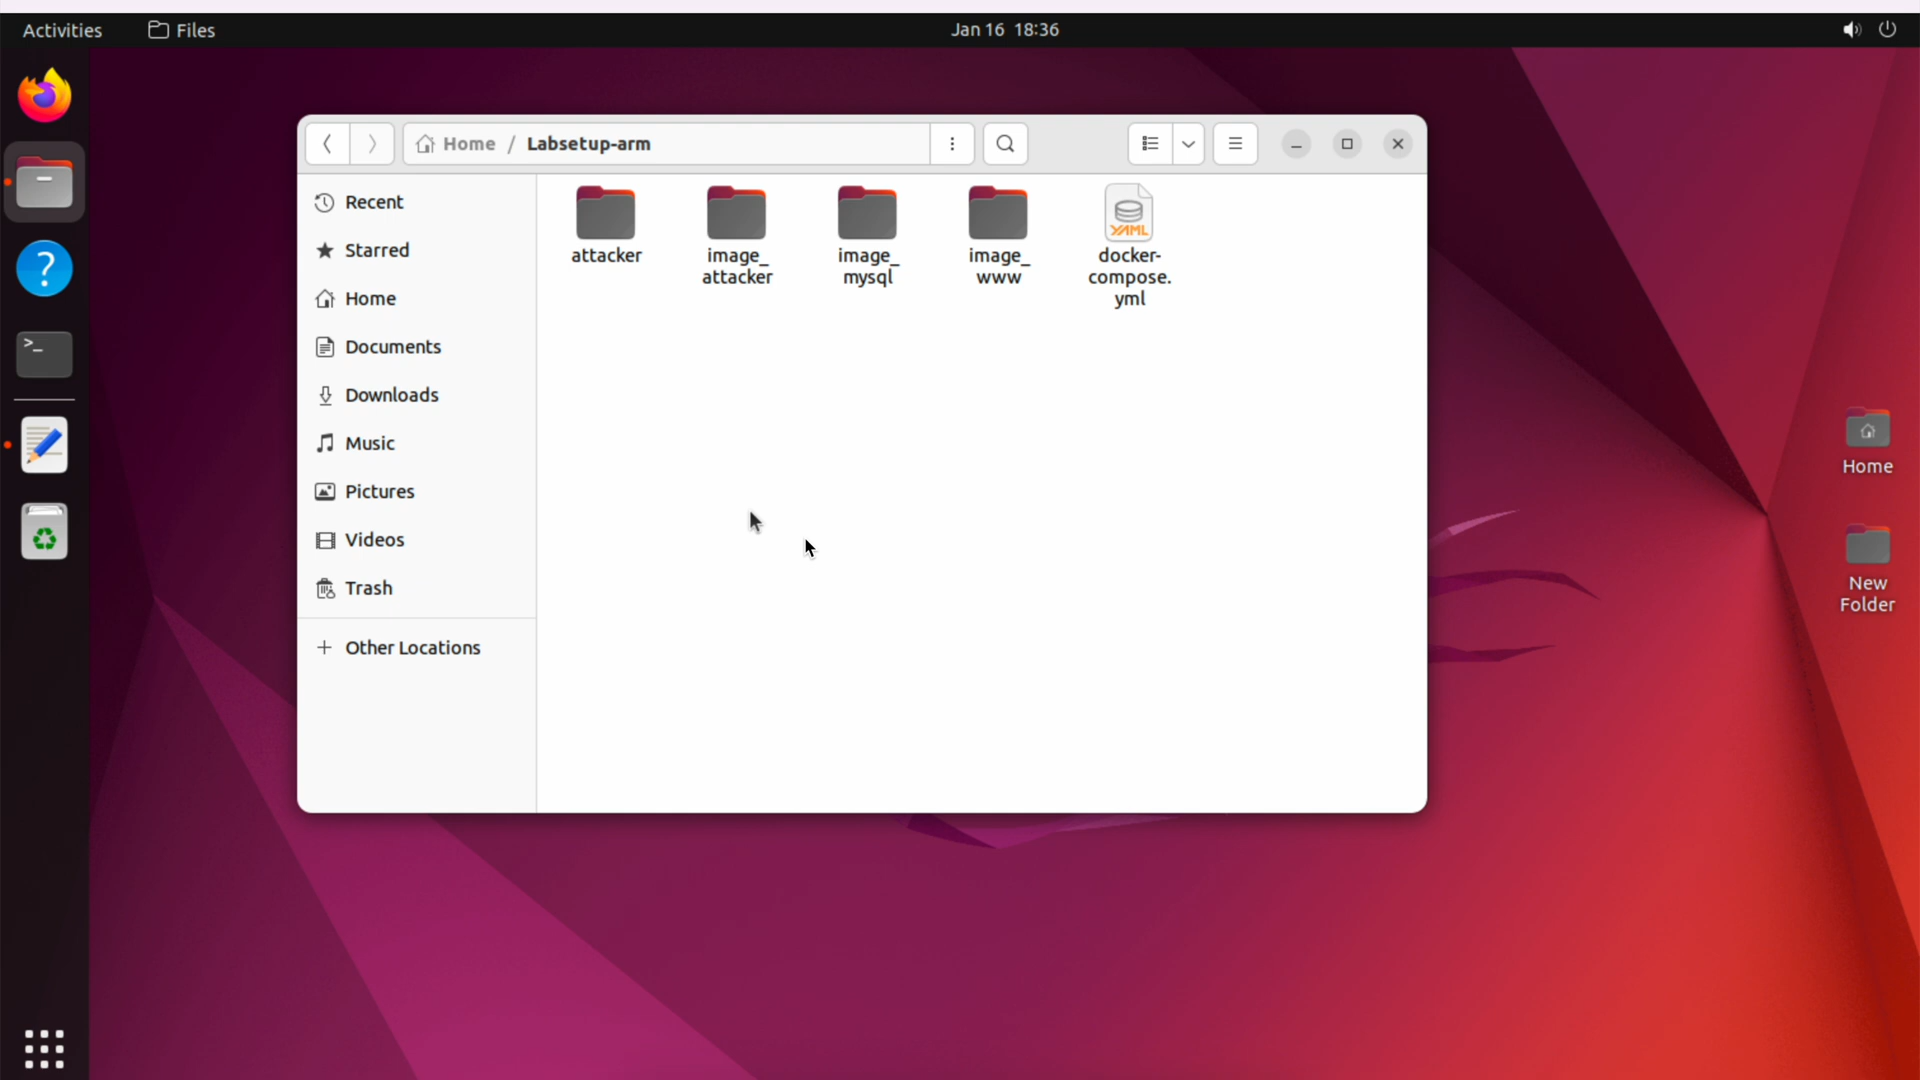 Activities
Files
Jan 16 18:36
Home / Labsetup-arm
Recent
Starred
Home
Documents
Downloads
Music
Pictures
Videos
Trash
+ Other Locations
attacker
image_
attacker
image_
mysql
image_
www
YAML
docker-
compose.
yml
Home
New
Folder
?
>_